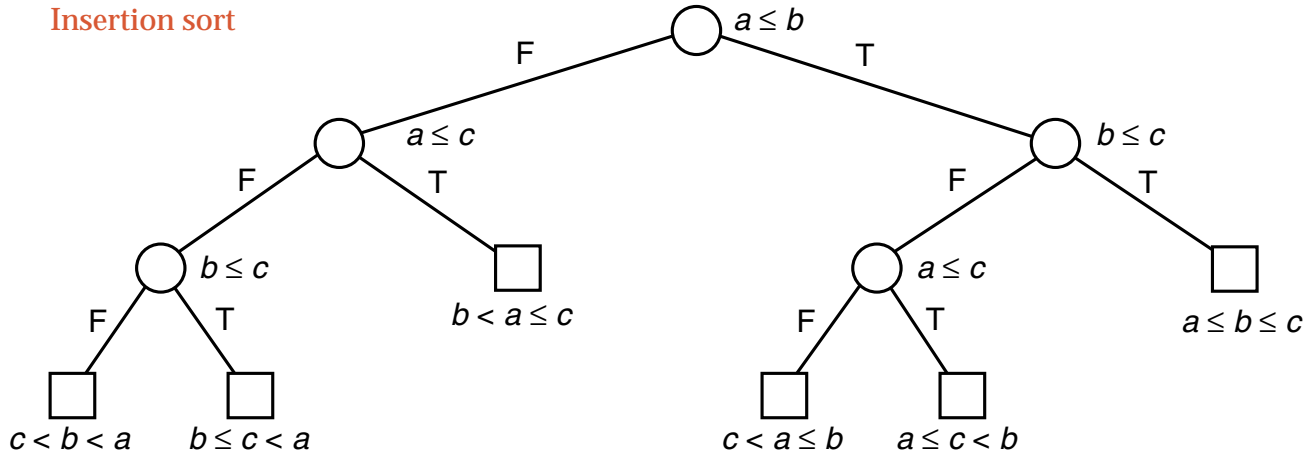 Insertion sort
a ≤ b
F
T
a ≤ c
b ≤ c
F
T
F
T
b ≤ c
b < a ≤ c
a ≤ c
a ≤ b ≤ c
F
T
F
T
c < b < a
b ≤ c < a
c < a ≤ b
a ≤ c < b